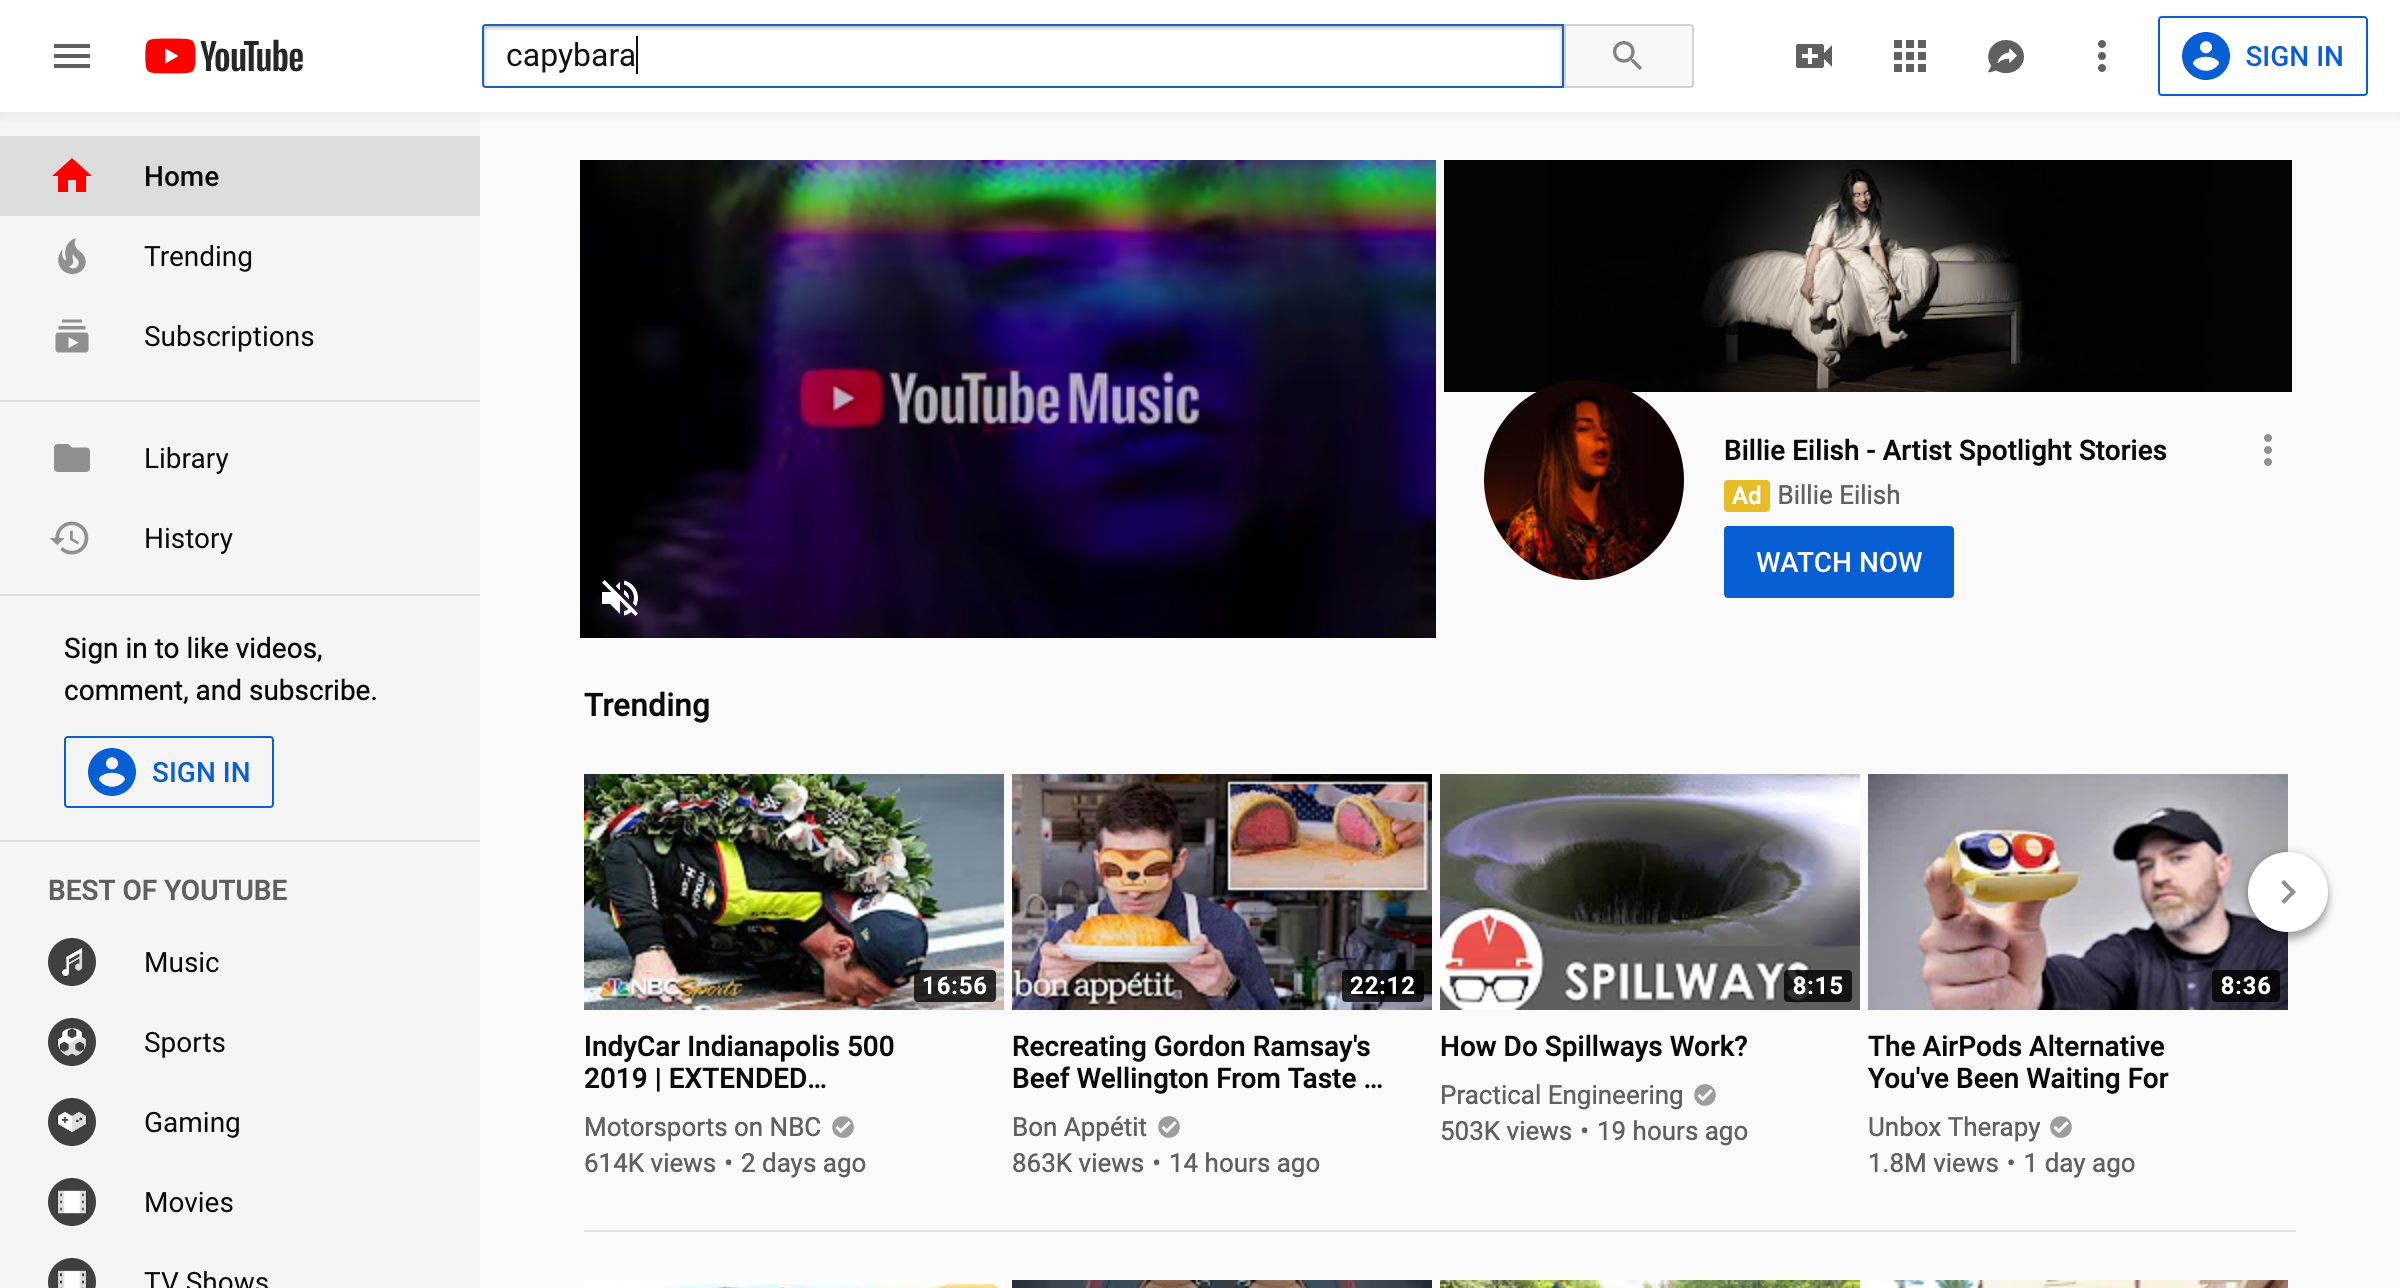 YouTube
capybara
SIGN IN
Home
Trending
Subscriptions
Library
History
Sign in to like videos,
comment, and subscribe.
SIGN IN
BEST OF YOUTUBE
Music
Sports
Gaming
Movies
TV Shows
YouTube Music
Billie Eilish - Artist Spotlight Stories
Ad Billie Eilish
WATCH NOW
Trending
NBC Sports
16:56
IndyCar Indianapolis 500
2019 | EXTENDED...
Motorsports on NBC
614K views • 2 days ago
bon appétit
22:12
Recreating Gordon Ramsay's
Beef Wellington From Taste ...
Bon Appétit
863K views • 14 hours ago
SPILLWAYS
8:15
How Do Spillways Work?
Practical Engineering
503K views • 19 hours ago
8:36
The AirPods Alternative
You've Been Waiting For
Unbox Therapy
1.8M views • 1 day ago